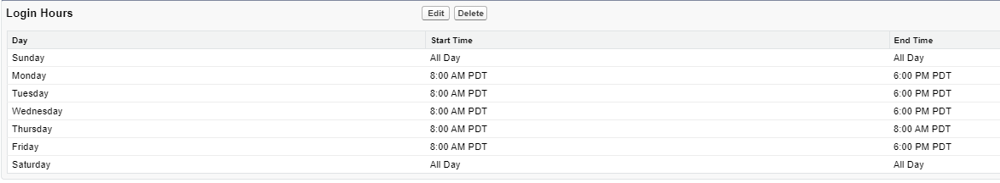 Login Hours Edit Delete
Day Start Time End Time
Sunday All Day All Day
Monday 8:00 AM PDT 6:00 PM PDT
Tuesday 8:00 AM PDT 6:00 PM PDT
Wednesday 8:00 AM PDT 6:00 PM PDT
Thursday 8:00 AM PDT 8:00 AM PDT
Friday 8:00 AM PDT 6:00 PM PDT
Saturday All Day All Day